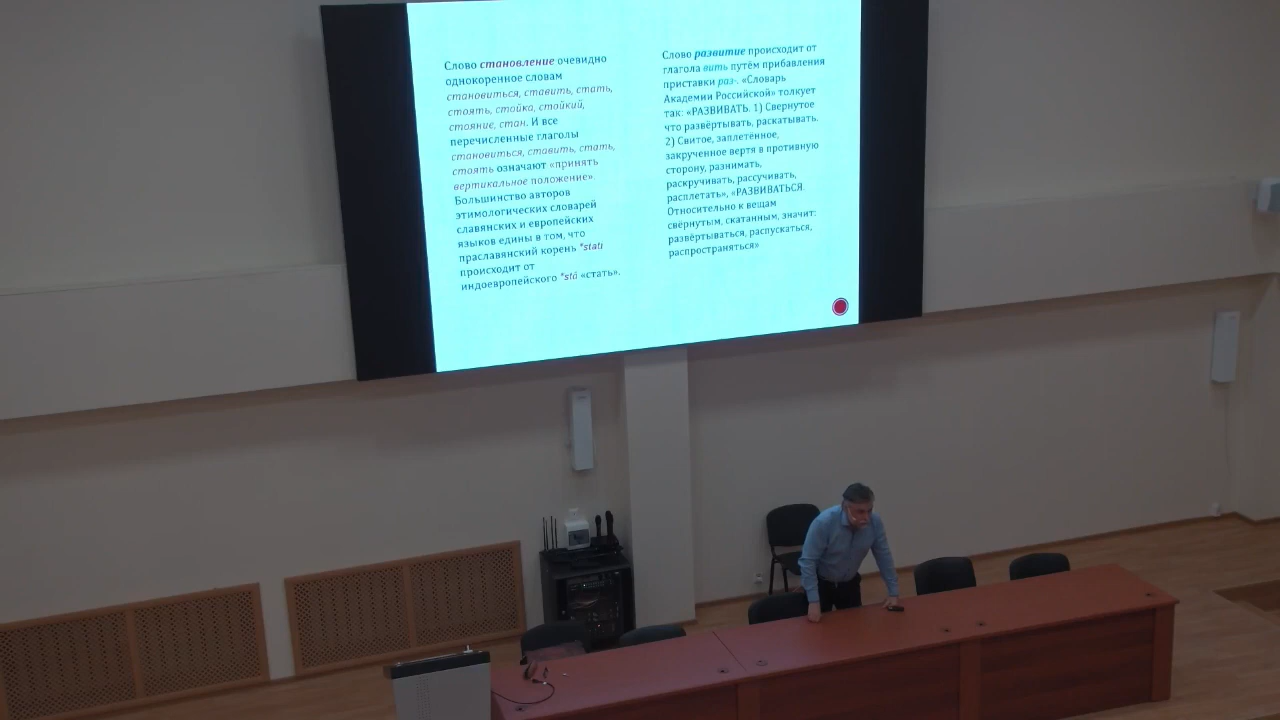 Слово становление очевидно
однокоренное словам
становиться, ставить, стать,
стоять, стойка, стойкий,
стояние, стан. И все
перечисленные глаголы
становиться, ставить, стать,
стоять означают «принять
вертикальное положение».
Большинство авторов
этимологических словарей
славянских и европейских
языков едины в том, что
праславянский корень *stati
происходит от
индоевропейского *stā «стать».
Слово развитие происходит от
глагола вить путём прибавления
приставки раз-. «Словарь
Академии Российской» толкует
так: «РАЗВИВАТЬ. 1) Свернутое
что развёртывать, раскатывать.
2) Свитое, заплетённое,
закрученное вертя в противную
сторону, разнимать,
раскручивать, рассучивать,
расплетать», «РАЗВИВАТЬСЯ.
Относительно к вещам
свёрнутым, скатанным, значит:
развёртываться, распускаться,
распространяться»